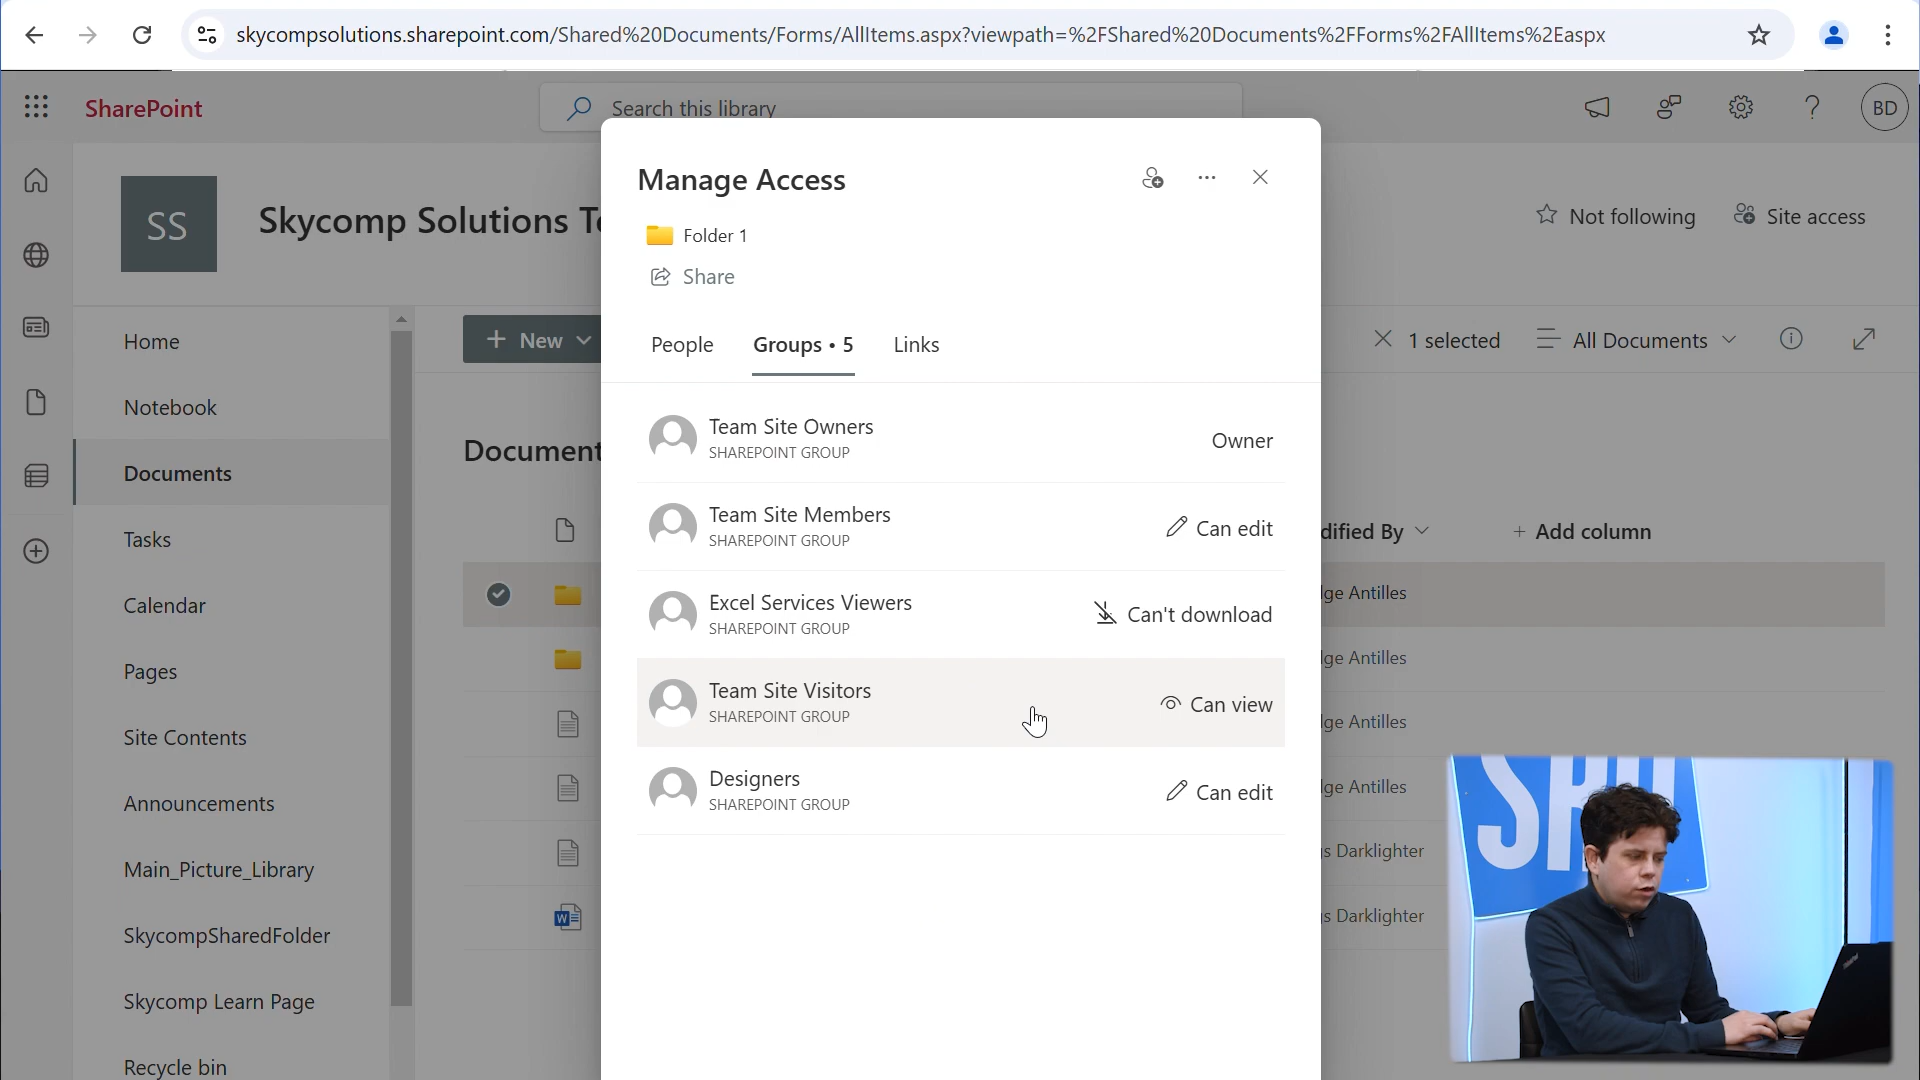 skycompsolutions.sharepoint.com/Shared%20Documents/Forms/AllItems.aspx?viewpath=%2FShared%20Documents%2FForms%2FAllItems%2Easpx
SharePoint
Search this library
BD
SS
Skycomp Solutions
Not following
Site access
Manage Access
Folder 1
Share
People
Groups • 5
Links
Home
Notebook
Documents
Tasks
Calendar
Pages
Site Contents
Announcements
Main_Picture_Library
SkycompSharedFolder
Skycomp Learn Page
Recycle bin
New
1 selected
All Documents
Document
Team Site Owners
SHAREPOINT GROUP
Owner
Team Site Members
SHAREPOINT GROUP
Can edit
Excel Services Viewers
SHAREPOINT GROUP
Can't download
Team Site Visitors
SHAREPOINT GROUP
Can view
Designers
SHAREPOINT GROUP
Can edit
dified By
Add column
ge Antilles
ge Antilles
ge Antilles
ge Antilles
s Darklighter
s Darklighter
W